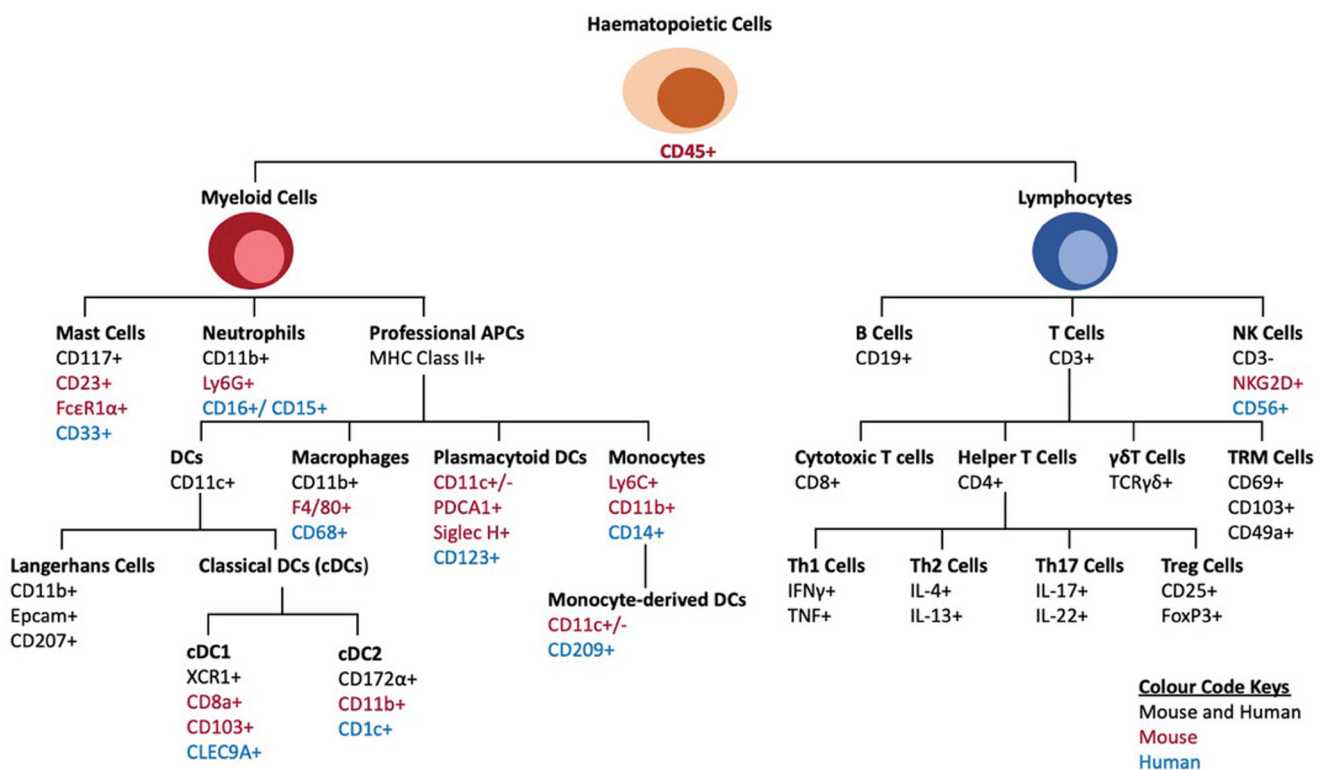 Haematopoietic Cells
CD45+
Myeloid Cells
Lymphocytes
Mast Cells
CD117+
CD23+
FcεR1α+
CD33+
Neutrophils
CD11b+
Ly6G+
CD16+/ CD15+
Professional APCs
MHC Class II+
B Cells
CD19+
T Cells
CD3+
NK Cells
CD3-
NKG2D+
CD56+
DCs
CD11c+
Macrophages
CD11b+
F4/80+
CD68+
Plasmacytoid DCs
CD11c+/-
PDCA1+
Siglec H+
CD123+
Monocytes
Ly6C+
CD11b+
CD14+
Cytotoxic T cells
CD8+
Helper T Cells
CD4+
γδT Cells
TCRγδ+
TRM Cells
CD69+
CD103+
CD49a+
Langerhans Cells
CD11b+
Epcam+
CD207+
Classical DCs (cDCs)
Monocyte-derived DCs
CD11c+/-
CD209+
Th1 Cells
IFNγ+
TNF+
Th2 Cells
IL-4+
IL-13+
Th17 Cells
IL-17+
IL-22+
Treg Cells
CD25+
FoxP3+
cDC1
XCR1+
CD8a+
CD103+
CLEC9A+
cDC2
CD172α+
CD11b+
CD1c+
Colour Code Keys
Mouse and Human
Mouse
Human